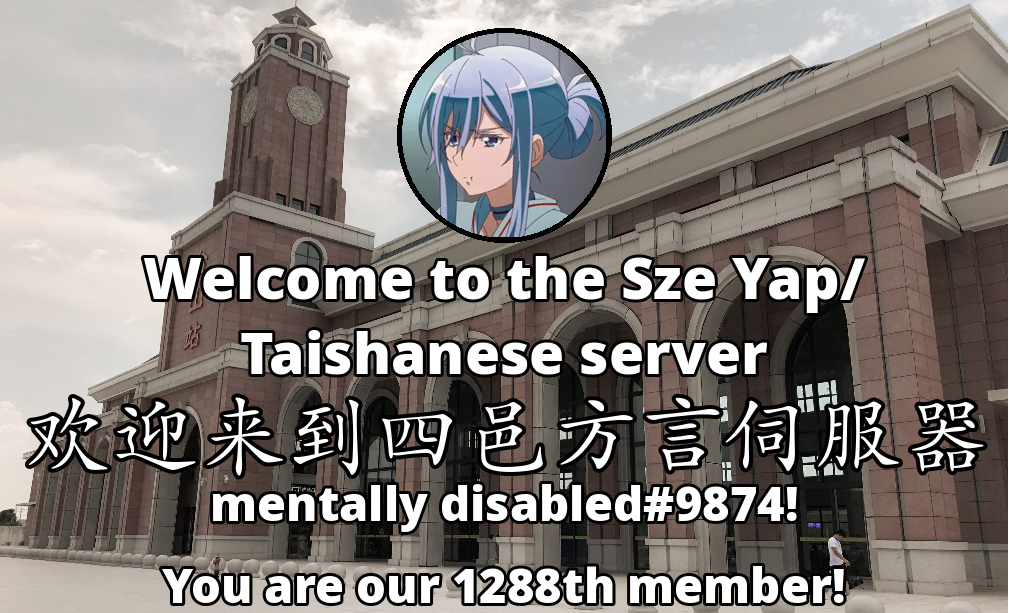 Welcome to the Sze Yap/
Taishanese server
欢迎来到四邑方言伺服器
mentally disabled#9874!
You are our 1288th member!
站